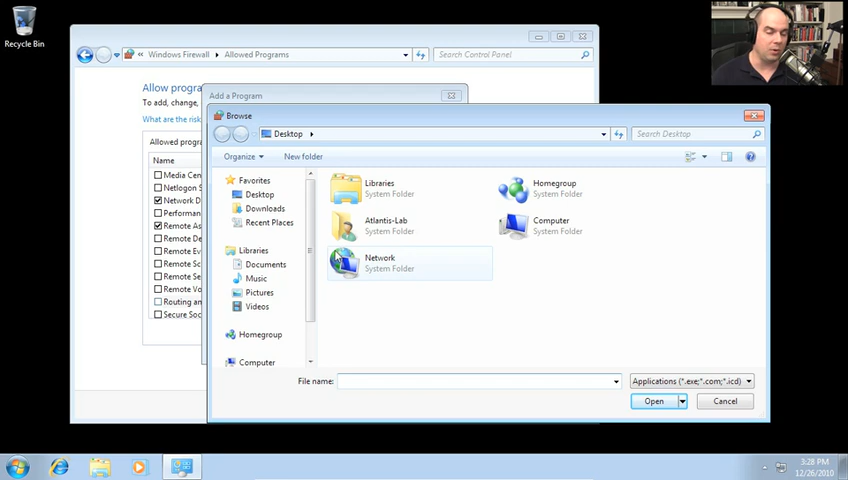 Recycle Bin
« Windows Firewall ▸ Allowed Programs
Search Control Panel
Allow progra
To add, change,
What are the risk
Allowed progra
Name
Media Cen
Netlogon S
Network D
Performan
Remote As
Remote De
Remote Ev
Remote Sc
Remote Se
Remote Vo
Routing an
Secure Soc
Add a Program
Browse
Desktop
Search Desktop
Organize
New folder
Favorites
Desktop
Downloads
Recent Places
Libraries
Documents
Music
Pictures
Videos
Homegroup
Computer
Libraries
System Folder
Homegroup
System Folder
Atlantis-Lab
System Folder
Computer
System Folder
Network
System Folder
File name:
Applications (*.exe;*.com;*.icd)
Open
Cancel
3:28 PM
12/26/2010